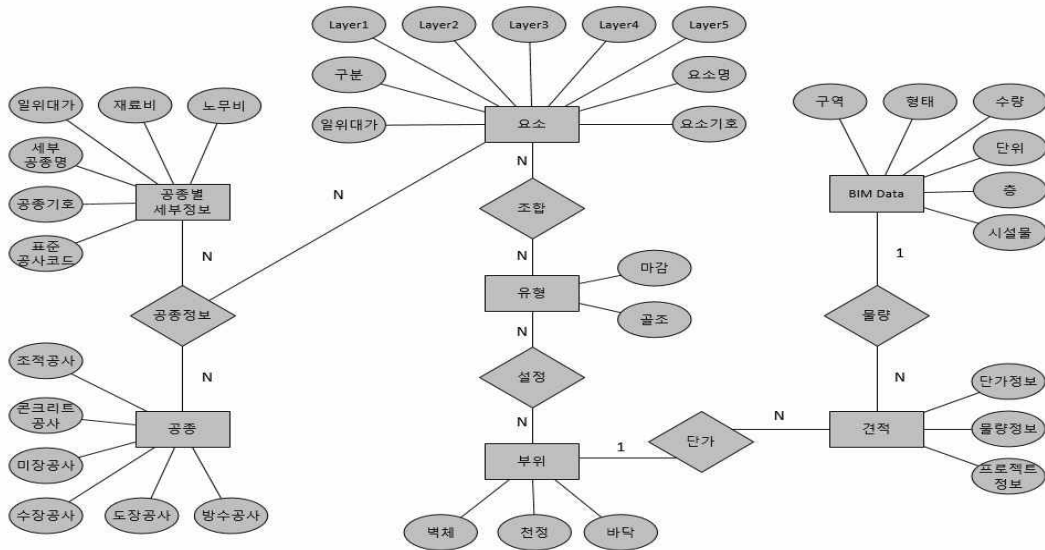 Layer1
Layer2
Layer3
Layer4
Layer5
구분
요소명
일위대가
요소
요소기호
일위대가
재료비
노무비
세부
공종명
공종기호
표준
공사코드
공종별
세부정보
구역
형태
수량
단위
BIM Data
층
시설물
N
N
조합
N
N
1
공종정보
유형
마감
골조
물량
N
N
설정
N
N
조적공사
콘크리트
공사
공종
미장공사
수장공사
도장공사
방수공사
부위
1
단가
N
견적
단가정보
물량정보
프로젝트
정보
벽체
천정
바닥